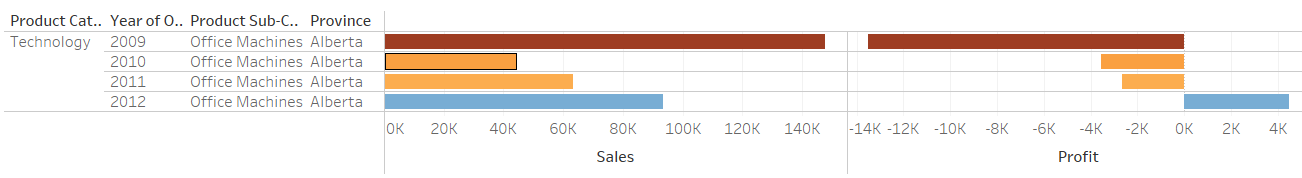 Product Cat.. Year of O.. Product Sub-C.. Province
Technology 2009 Office Machines Alberta
2010 Office Machines Alberta
2011 Office Machines Alberta
2012 Office Machines Alberta
0K 20K 40K 60K 80K 100K 120K 140K -14K -12K -10K -8K -6K -4K -2K 0K 2K 4K
Sales Profit